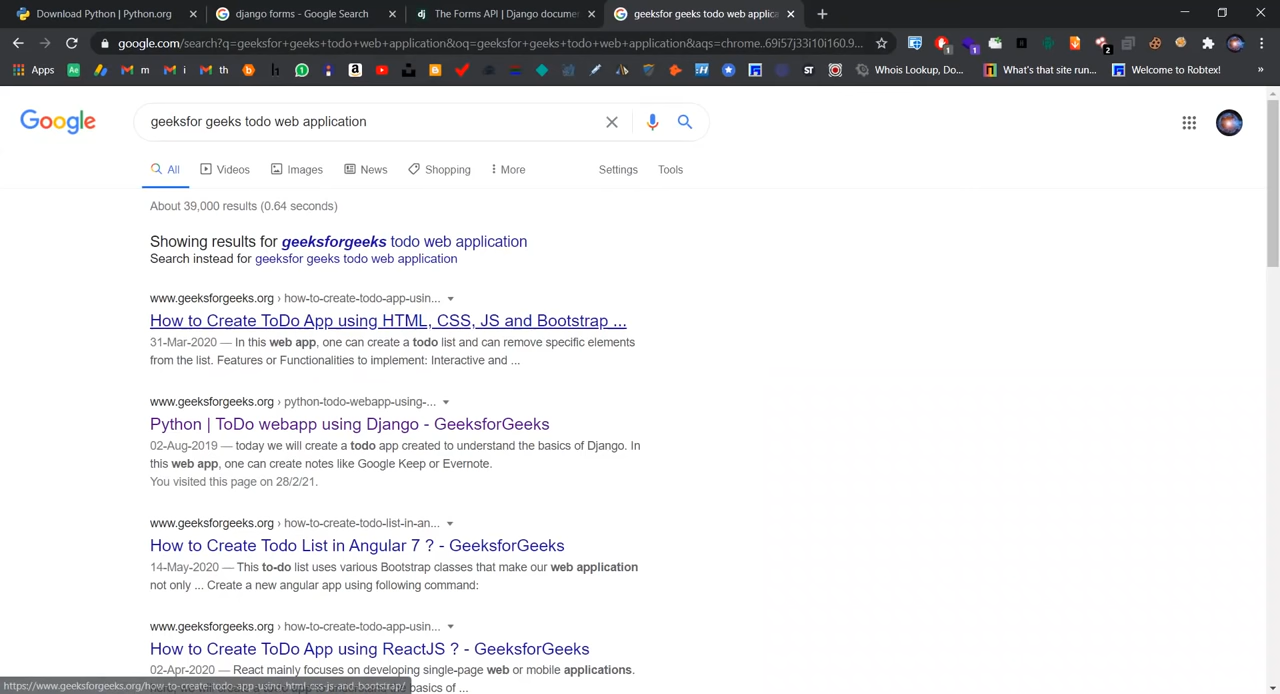 Download Python | Python.org
django forms - Google Search
The Forms API | Django docume
geeksfor geeks todo web applica
google.com/search?q=geeksfor+geeks+todo+web+application&oq=geeksfor+geeks+todo+web+application&aqs=chrome..69i57j33i10i160.9...
Apps
m
i
th
Whois Lookup, Do...
What's that site run...
Welcome to Robtex!
»
Google
geeksfor geeks todo web application
All
Videos
Images
News
Shopping
More
Settings
Tools
About 39,000 results (0.64 seconds)
Showing results for geeksforgeeks todo web application
Search instead for geeksfor geeks todo web application
www.geeksforgeeks.org › how-to-create-todo-app-usin...
How to Create ToDo App using HTML, CSS, JS and Bootstrap ...
31-Mar-2020 — In this web app, one can create a todo list and can remove specific elements
from the list. Features or Functionalities to implement: Interactive and ...
www.geeksforgeeks.org › python-todo-webapp-using-...
Python | ToDo webapp using Django - GeeksforGeeks
02-Aug-2019 — today we will create a todo app created to understand the basics of Django. In
this web app, one can create notes like Google Keep or Evernote.
You visited this page on 28/2/21.
www.geeksforgeeks.org › how-to-create-todo-list-in-an...
How to Create Todo List in Angular 7 ? - GeeksforGeeks
14-May-2020 — This to-do list uses various Bootstrap classes that make our web application
not only ... Create a new angular app using following command:
www.geeksforgeeks.org › how-to-create-todo-app-usin...
How to Create ToDo App using ReactJS ? - GeeksforGeeks
02-Apr-2020 — React mainly focuses on developing single-page web or mobile applications.
basics of ...
https://www.geeksforgeeks.org/how-to-create-todo-app-using-html-css-js-and-bootstrap/